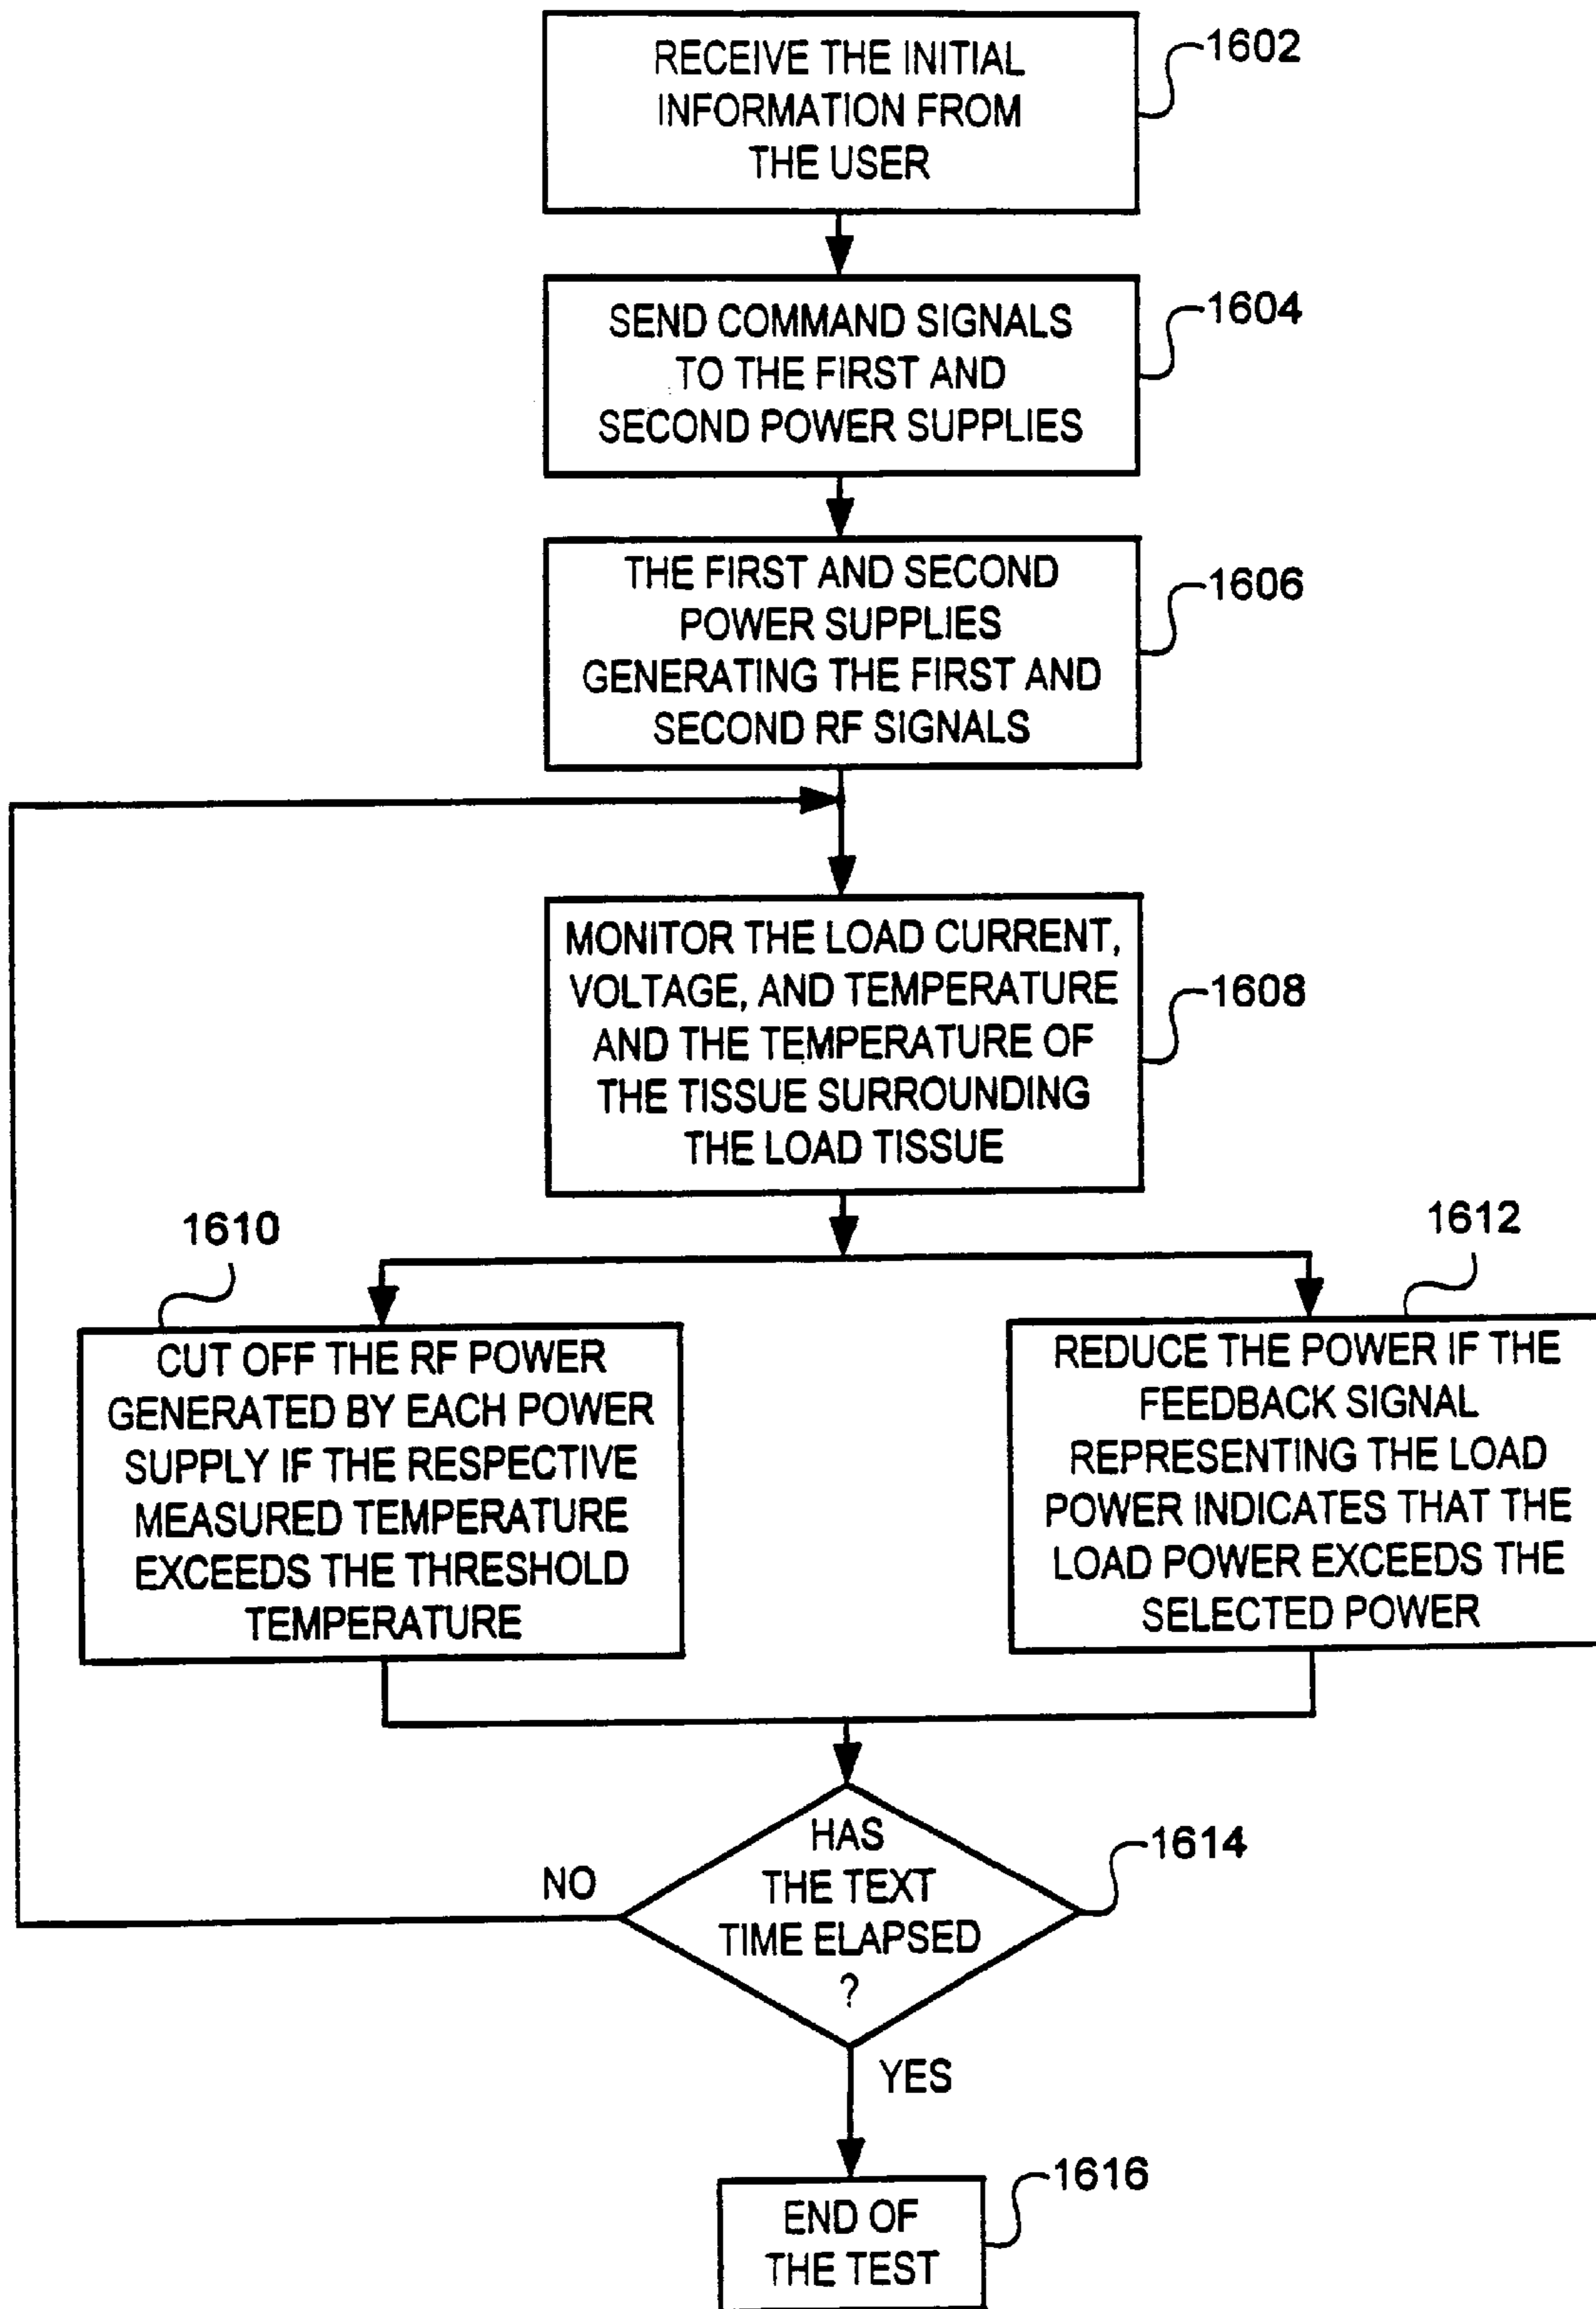 RECEIVE THE INITIAL
INFORMATION FROM
THE USER
1602
SEND COMMAND SIGNALS
TO THE FIRST AND
SECOND POWER SUPPLIES
1604
THE FIRST AND SECOND
POWER SUPPLIES
GENERATING THE FIRST AND
SECOND RF SIGNALS
1606
MONITOR THE LOAD CURRENT,
VOLTAGE, AND TEMPERATURE
AND THE TEMPERATURE OF
THE TISSUE SURROUNDING
THE LOAD TISSUE
1608
1610
CUT OFF THE RF POWER
GENERATED BY EACH POWER
SUPPLY IF THE RESPECTIVE
MEASURED TEMPERATURE
EXCEEDS THE THRESHOLD
TEMPERATURE
1612
REDUCE THE POWER IF THE
FEEDBACK SIGNAL
REPRESENTING THE LOAD
POWER INDICATES THAT THE
LOAD POWER EXCEEDS THE
SELECTED POWER
HAS
THE TEXT
TIME ELAPSED
?
1614
NO
YES
END OF
THE TEST
1616